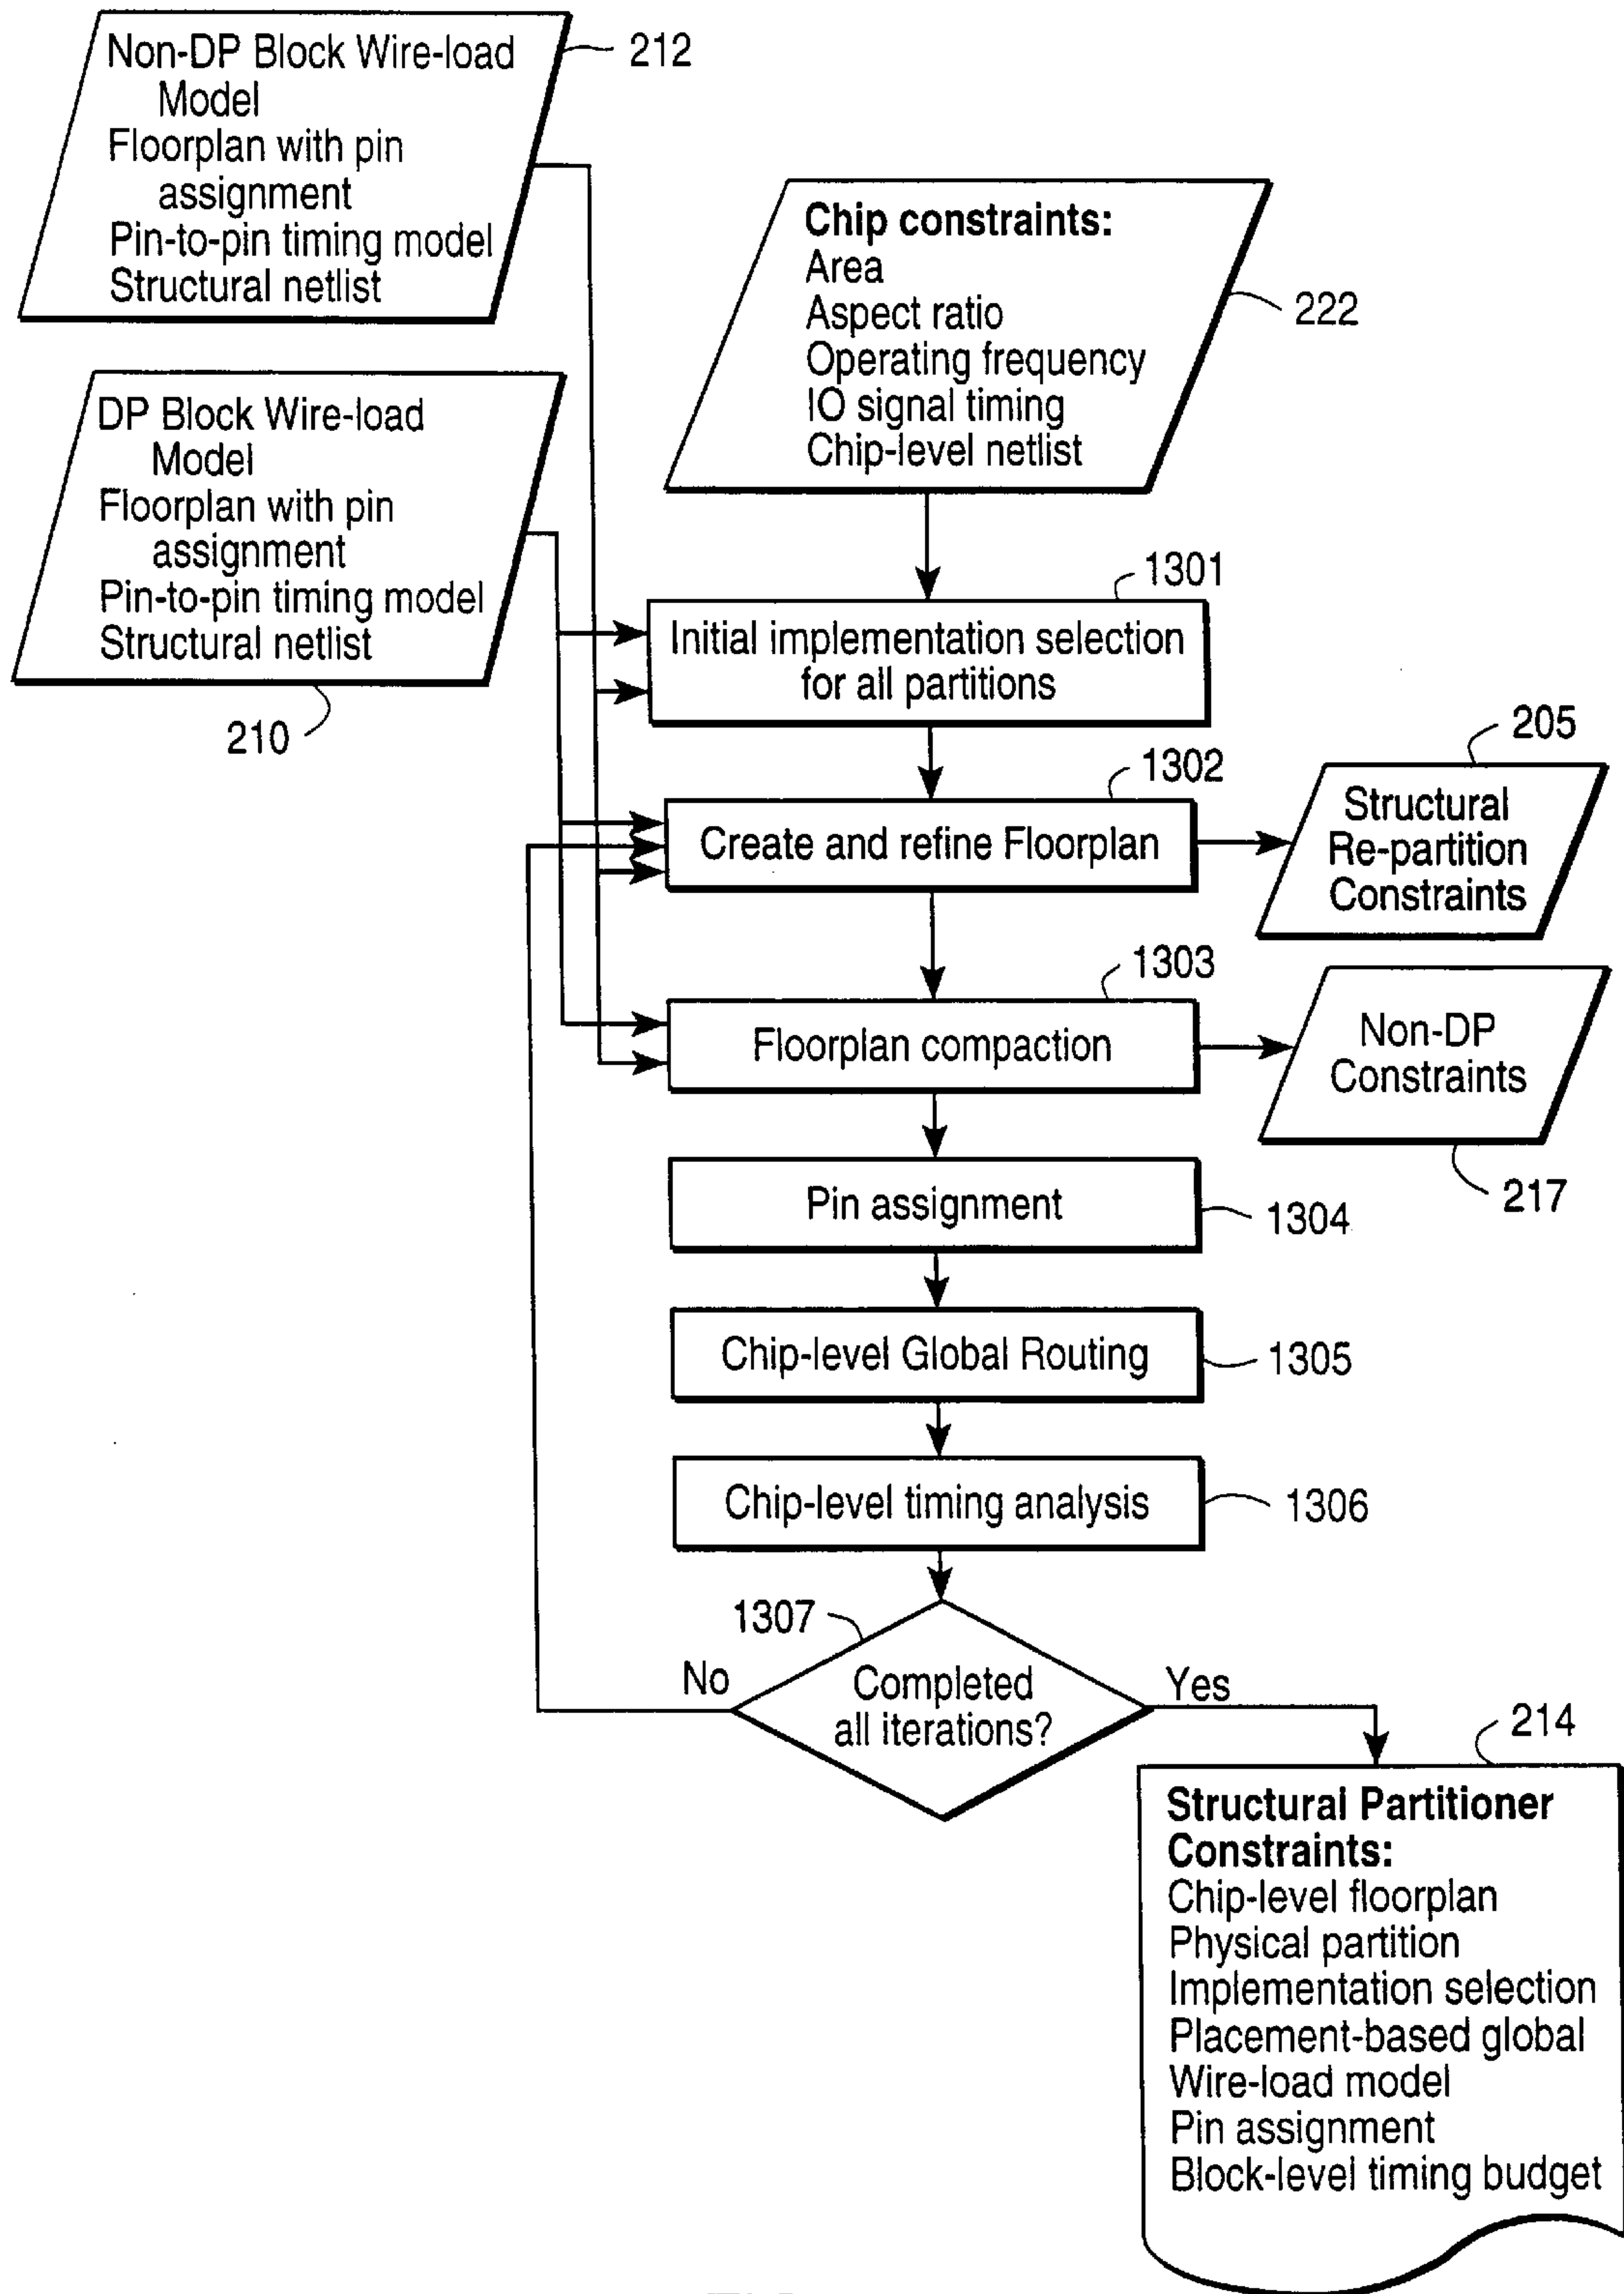 Non-DP Block Wire-load
Model
Floorplan with pin
assignment
Pin-to-pin timing model
Structural netlist
212
Chip constraints:
Area
Aspect ratio
Operating frequency
IO signal timing
Chip-level netlist
222
DP Block Wire-load
Model
Floorplan with pin
assignment
Pin-to-pin timing model
Structural netlist
210
1301
Initial implementation selection
for all partitions
1302
Create and refine Floorplan
205
Structural
Re-partition
Constraints
1303
Floorplan compaction
Non-DP
Constraints
217
Pin assignment
1304
Chip-level Global Routing
1305
Chip-level timing analysis
1306
1307
Completed
all iterations?
No
Yes
214
Structural Partitioner
Constraints:
Chip-level floorplan
Physical partition
Implementation selection
Placement-based global
Wire-load model
Pin assignment
Block-level timing budget